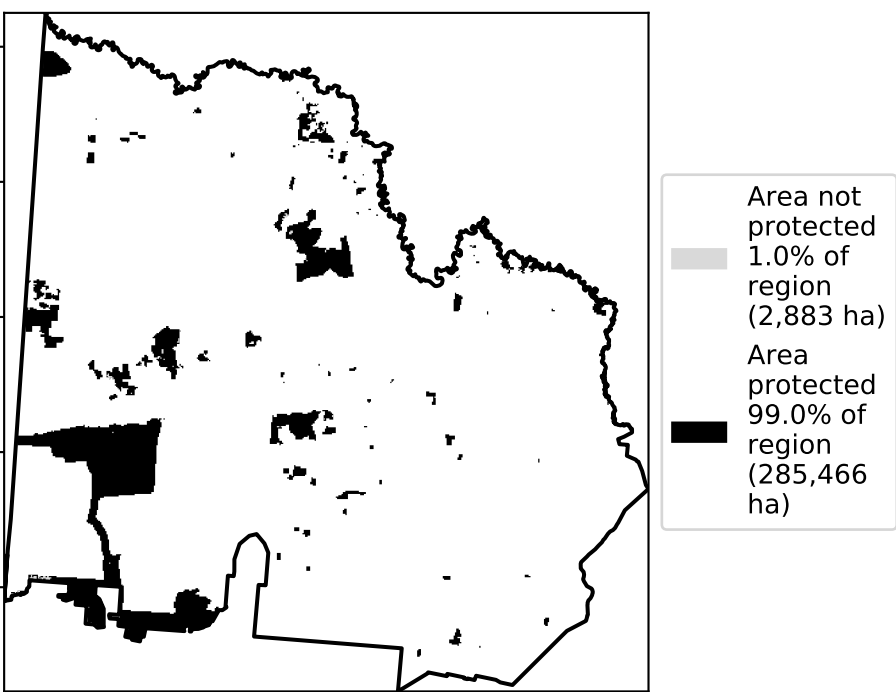 Area not
protected
1.0% of
region
(2,883 ha)
Area
protected
99.0% of
region
(285,466
ha)